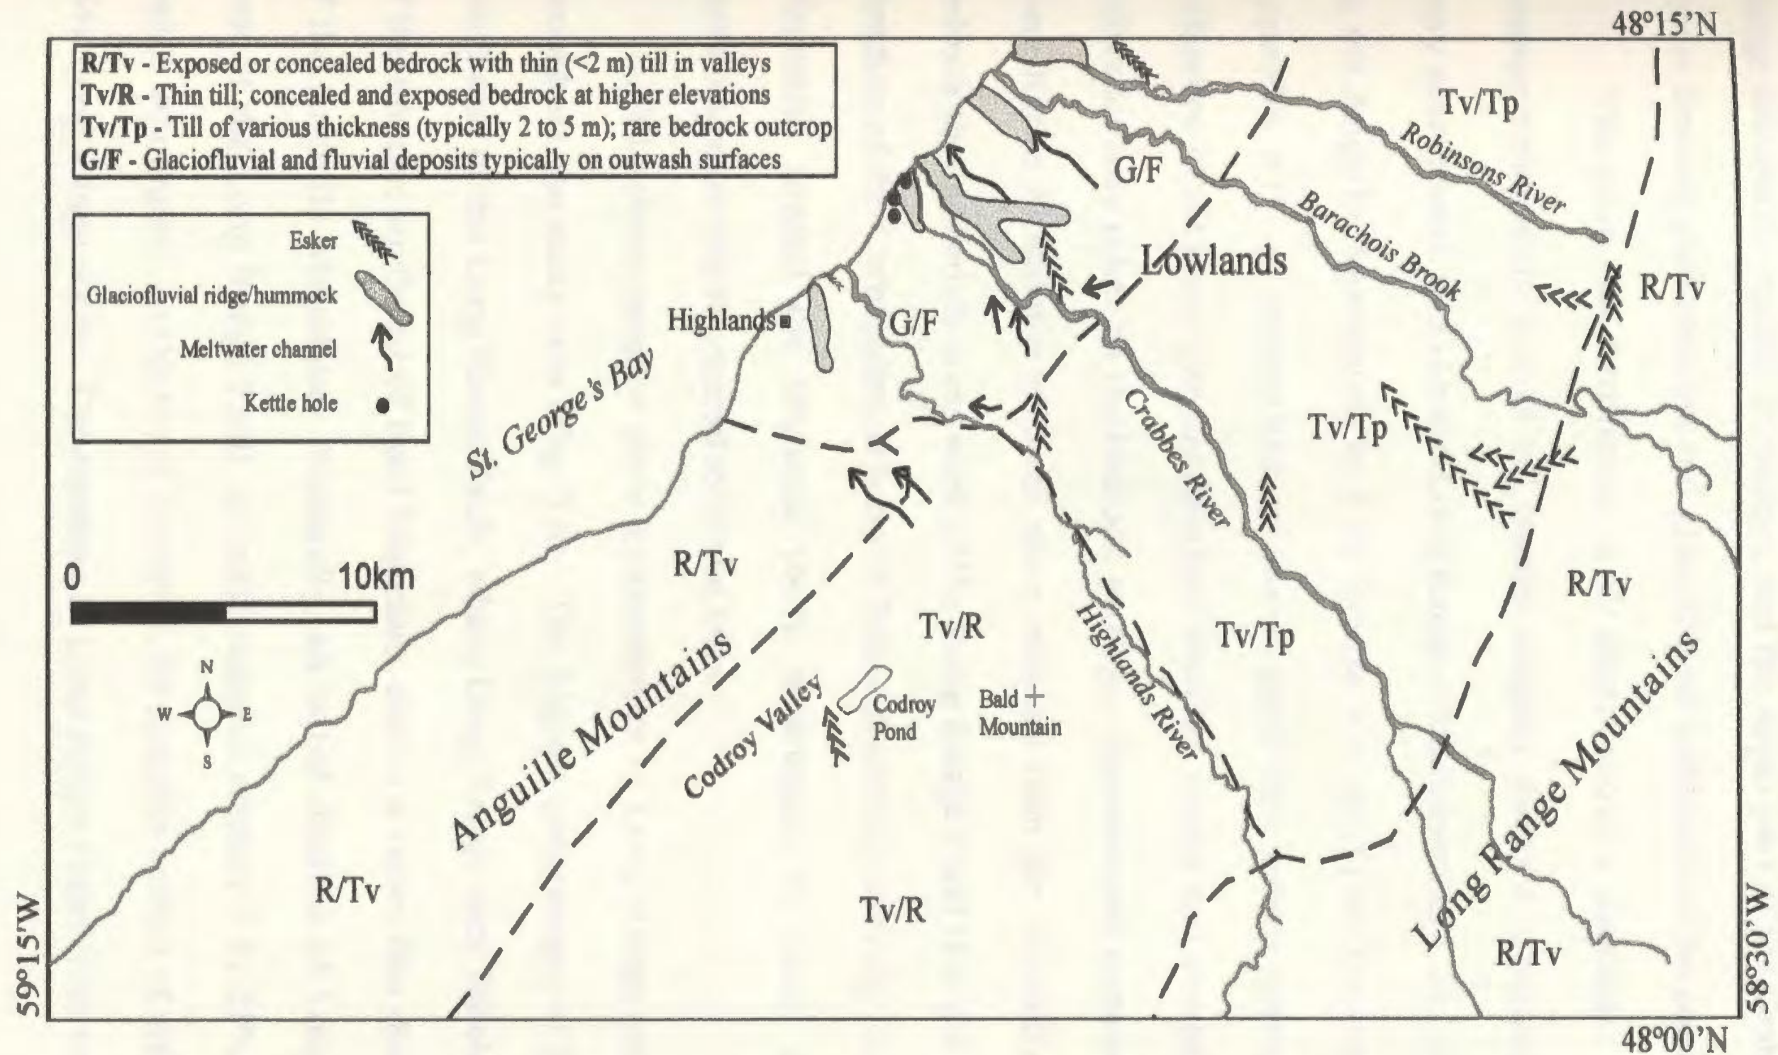 48°15'N
R/Tv - Exposed or concealed bedrock with thin (<2 m) till in valleys
Tv/R - Thin till; concealed and exposed bedrock at higher elevations
Tv/Tp - Till of various thickness (typically 2 to 5 m); rare bedrock outcrop
G/F - Glaciofluvial and fluvial deposits typically on outwash surfaces
Esker
Glaciofluvial ridge/hummock
Meltwater channel
Kettle hole
Tv/Tp
Robinsons River
G/F
Barachois Brook
Lowlands
R/Tv
Highlands
G/F
St. George's Bay
Crabbes River
Tv/Tp
R/Tv
R/Tv
0 10km
Tv/R
Tv/Tp
Highlands River
Anguille Mountains
Codroy Valley
Codroy
Pond
Bald
Mountain
N
W E
S
Long Range Mountains
R/Tv
Tv/R
R/Tv
59°15'W
58°30'W
48°00'N